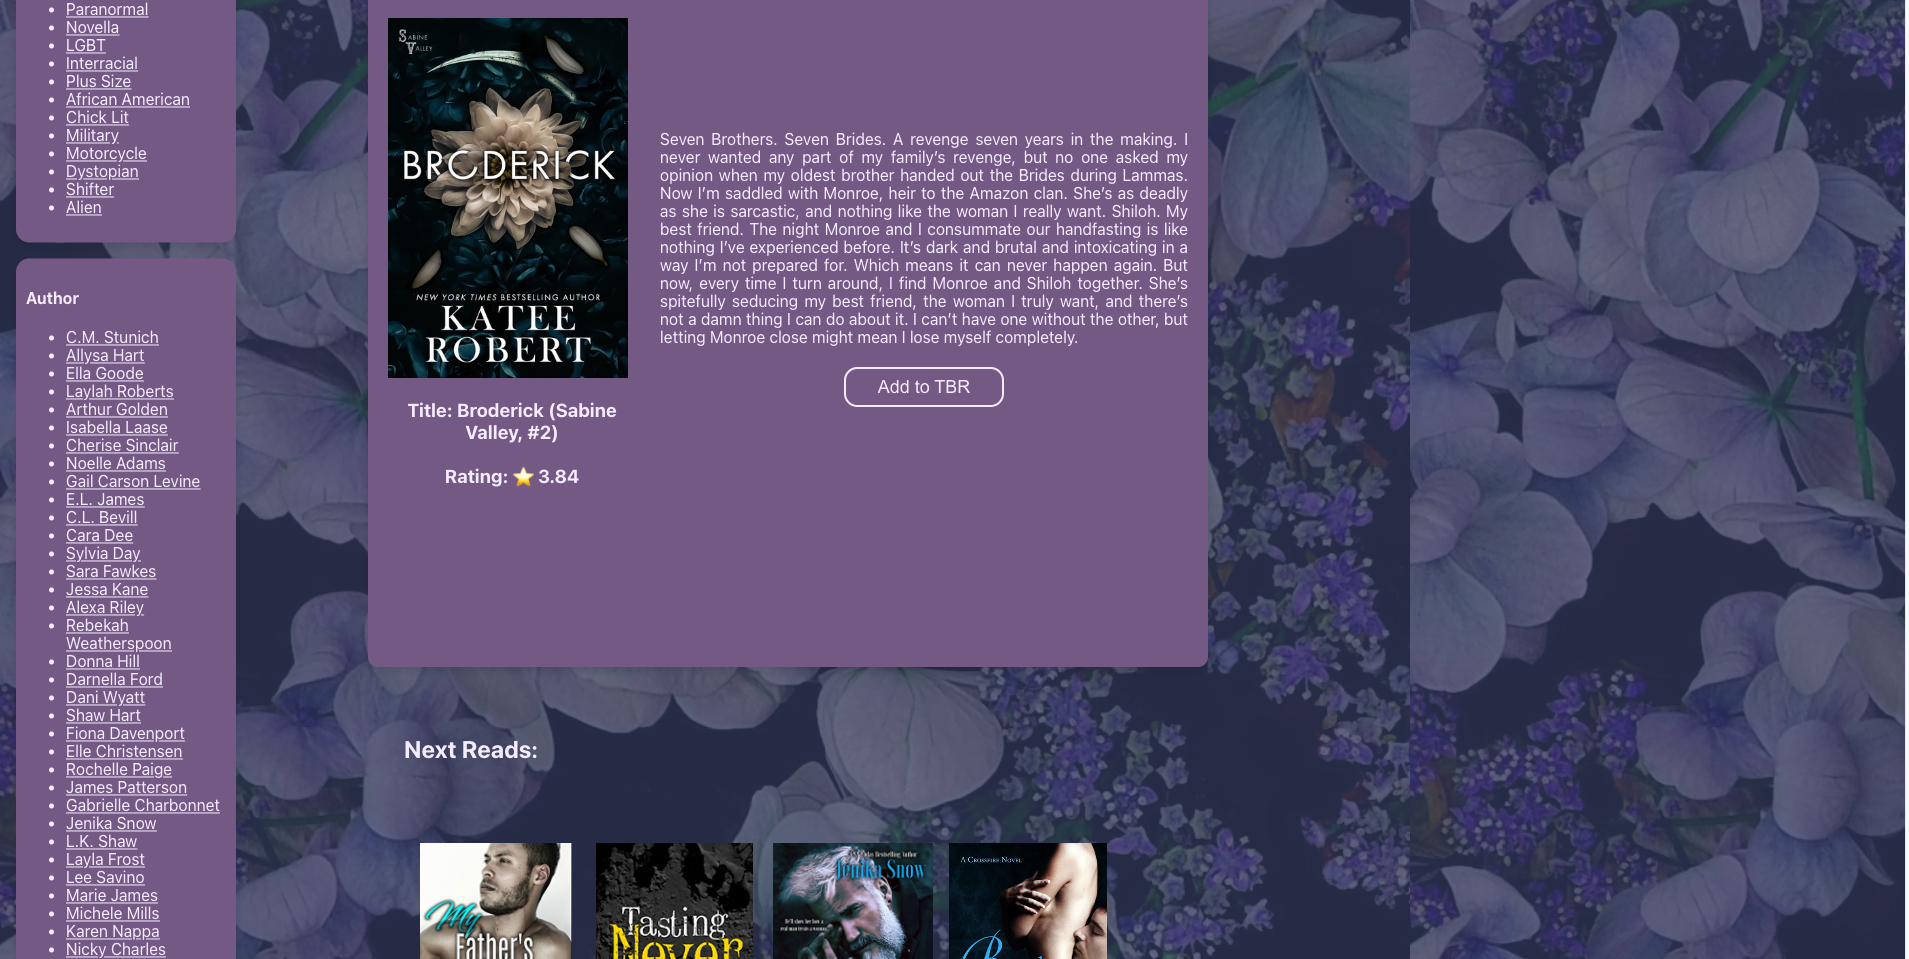 Paranormal
Novella
LGBT
Interracial
Plus Size
African American
Chick Lit
Military
Motorcycle
Dystopian
Shifter
Alien
Author
C.M. Stunich
Allysa Hart
Ella Goode
Laylah Roberts
Arthur Golden
Isabella Laase
Cherise Sinclair
Noelle Adams
Gail Carson Levine
E.L. James
C.L. Bevill
Cara Dee
Sylvia Day
Sara Fawkes
Jessa Kane
Alexa Riley
Rebekah
Weatherspoon
Donna Hill
Darnella Ford
Dani Wyatt
Shaw Hart
Fiona Davenport
Elle Christensen
Rochelle Paige
James Patterson
Gabrielle Charbonnet
Jenika Snow
L.K. Shaw
Layla Frost
Lee Savino
Marie James
Michele Mills
Karen Nappa
Nicky Charles
SABINE
VALLEY
BRODERICK
NEW YORK TIMES BESTSELLING AUTHOR
KATEE
ROBERT
Title: Broderick (Sabine
Valley, #2)
Rating: ⭐ 3.84
Seven Brothers. Seven Brides. A revenge seven years in the making. I
never wanted any part of my family’s revenge, but no one asked my
opinion when my oldest brother handed out the Brides during Lammas.
Now I’m saddled with Monroe, heir to the Amazon clan. She’s as deadly
as she is sarcastic, and nothing like the woman I really want. Shiloh. My
best friend. The night Monroe and I consummate our handfasting is like
nothing I’ve experienced before. It’s dark and brutal and intoxicating in a
way I’m not prepared for. Which means it can never happen again. But
now, every time I turn around, I find Monroe and Shiloh together. She’s
spitefully seducing my best friend, the woman I truly want, and there’s
not a damn thing I can do about it. I can’t have one without the other, but
letting Monroe close might mean I lose myself completely.
Add to TBR
Next Reads:
My
Father's
Tasting
Never
Bestselling Author
Jenika Snow
He'll show her how a
real man treats a woman.
A CROSSFIRE NOVEL